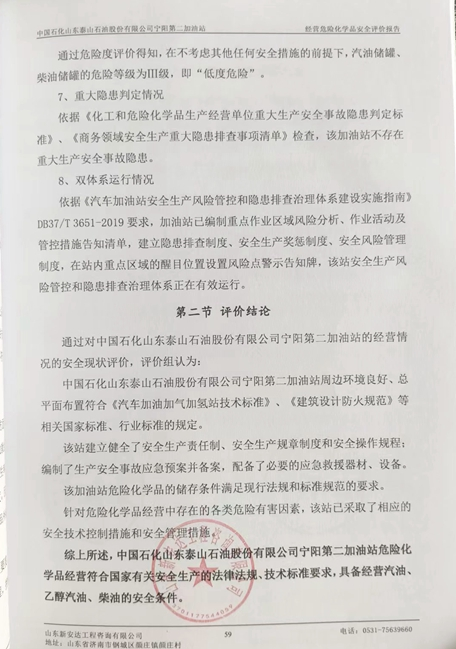 中国石化山东泰山石油股份有限公司宁阳第二加油站 经营危险化学品安全评价报告
通过危险度评价得知，在不考虑其他任何安全措施的前提下，汽油储罐、
柴油储罐的危险等级为Ⅲ级，即“低度危险”。
7、重大隐患判定情况
依据《化工和危险化学品生产经营单位重大生产安全事故隐患判定标
准》、《商务领域安全生产重大隐患排查事项清单》检查，该加油站不存在
重大生产安全事故隐患。
8、双体系运行情况
依据《汽车加油站安全生产风险管控和隐患排查治理体系建设实施指南》
DB37/T 3651-2019 要求，加油站已编制重点作业区域风险分析、作业活动及
管控措施告知清单，建立隐患排查制度、安全生产奖惩制度、安全风险管理
制度，在站内重点区域的醒目位置设置风险点警示告知牌，该站安全生产风
险管控和隐患排查治理体系正在有效运行。
第二节 评价结论
通过对中国石化山东泰山石油股份有限公司宁阳第二加油站的经营情
况的安全现状评价，评价组认为：
中国石化山东泰山石油股份有限公司宁阳第二加油站周边环境良好、总
平面布置符合《汽车加油加气加氢站技术标准》、《建筑设计防火规范》等
相关国家标准、行业标准的规定。
该站建立健全了安全生产责任制、安全生产规章制度和安全操作规程；
编制了生产安全事故应急预案并备案，配备了必要的应急救援器材、设备。
该加油站危险化学品的储存条件满足现行法规和标准规范的要求。
针对危险化学品经营中存在的各类危险有害因素，该站已采取了相应的
安全技术控制措施和安全管理措施。
综上所述，中国石化山东泰山石油股份有限公司宁阳第二加油站危险化
学品经营符合国家有关安全生产的法律法规、技术标准要求，具备经营汽油、
乙醇汽油、柴油的安全条件。
山东新安达工程咨询有限公司 59 电话：0531-75639660
地址：山东省济南市钢城区颜庄镇颜庄村